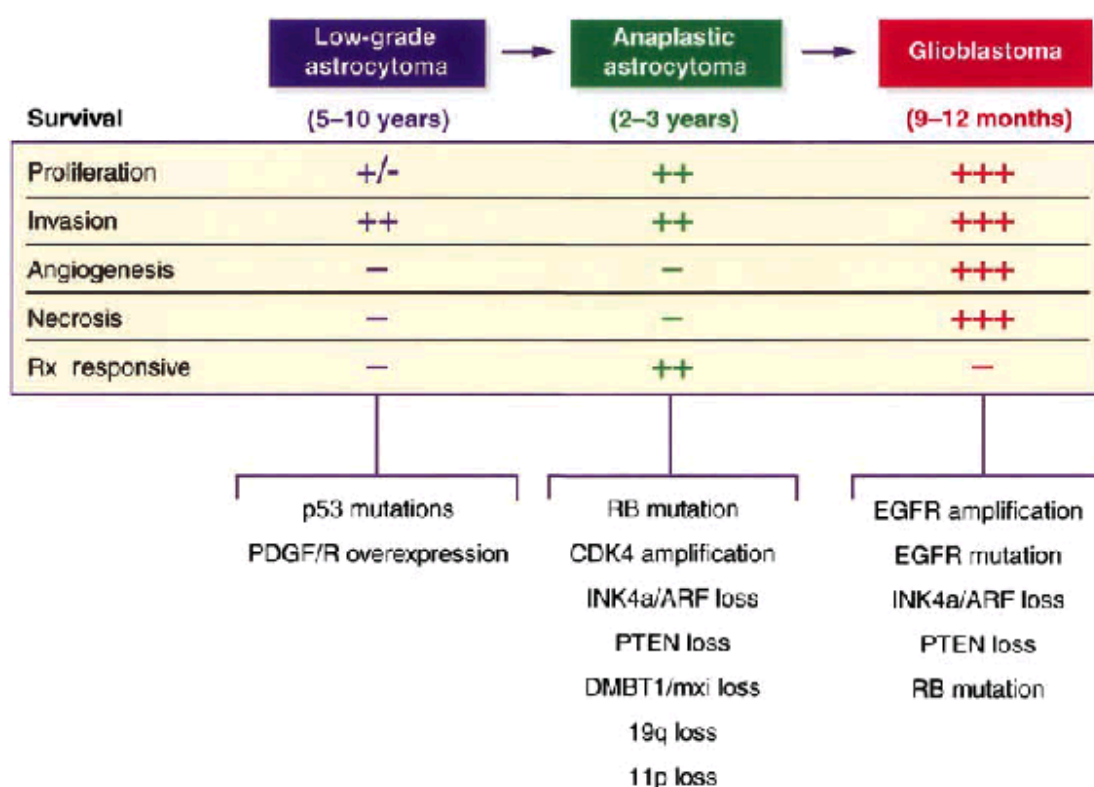 Low-grade astrocytoma → Anaplastic astrocytoma → Glioblastoma
Survival (5–10 years) (2–3 years) (9–12 months)
Proliferation +/- ++ +++
Invasion ++ ++ +++
Angiogenesis − − +++
Necrosis − − +++
Rx responsive − ++ −
p53 mutations
PDGF/R overexpression
RB mutation
CDK4 amplification
INK4a/ARF loss
PTEN loss
DMBT1/mxi loss
19q loss
11p loss
EGFR amplification
EGFR mutation
INK4a/ARF loss
PTEN loss
RB mutation